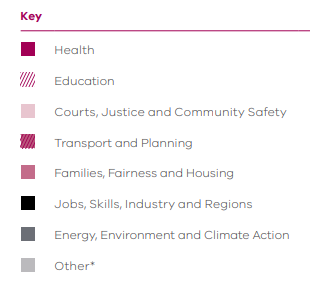 Key
Health
Education
Courts, Justice and Community Safety
Transport and Planning
Families, Fairness and Housing
Jobs, Skills, Industry and Regions
Energy, Environment and Climate Action
Other*